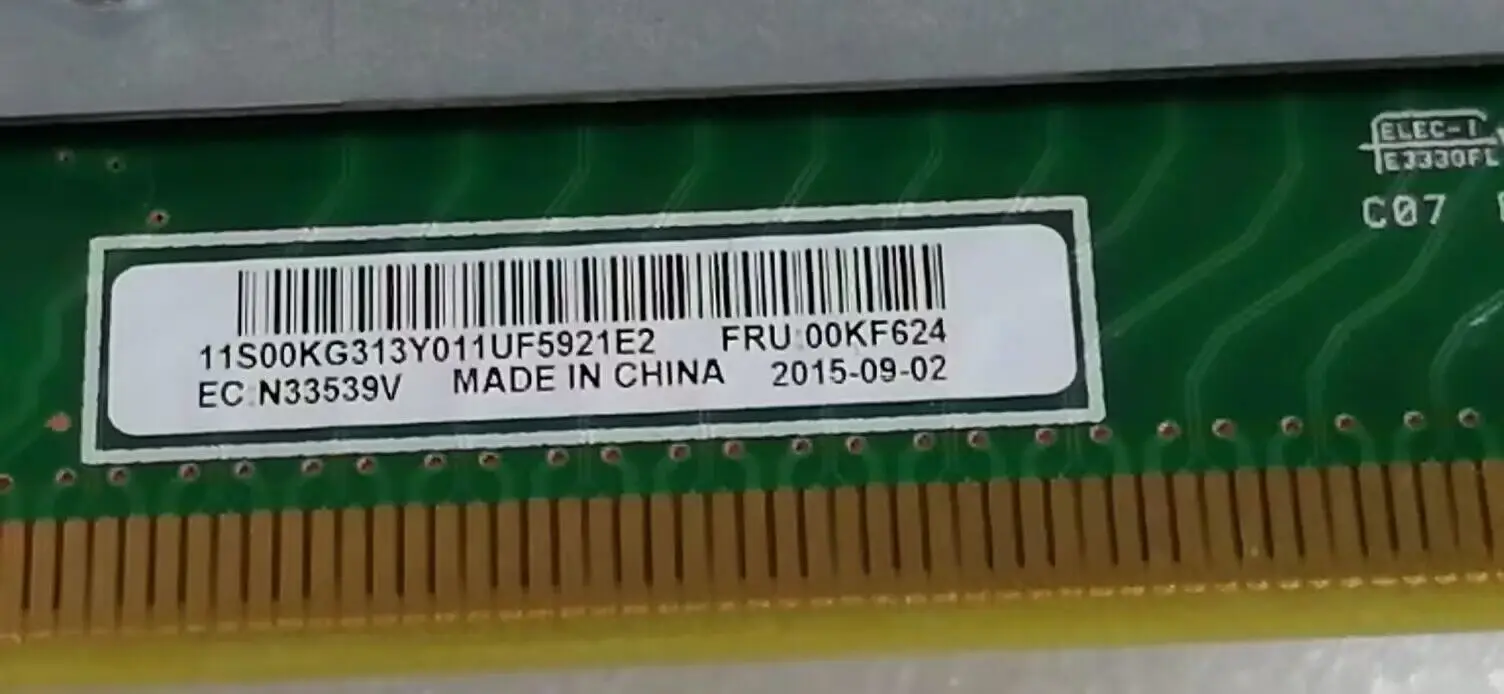 ELEC-T
E3330FL
C07
11S00KG313Y011UF5921E2 FRU:00KF624
EC:N33539V MADE IN CHINA 2015-09-02